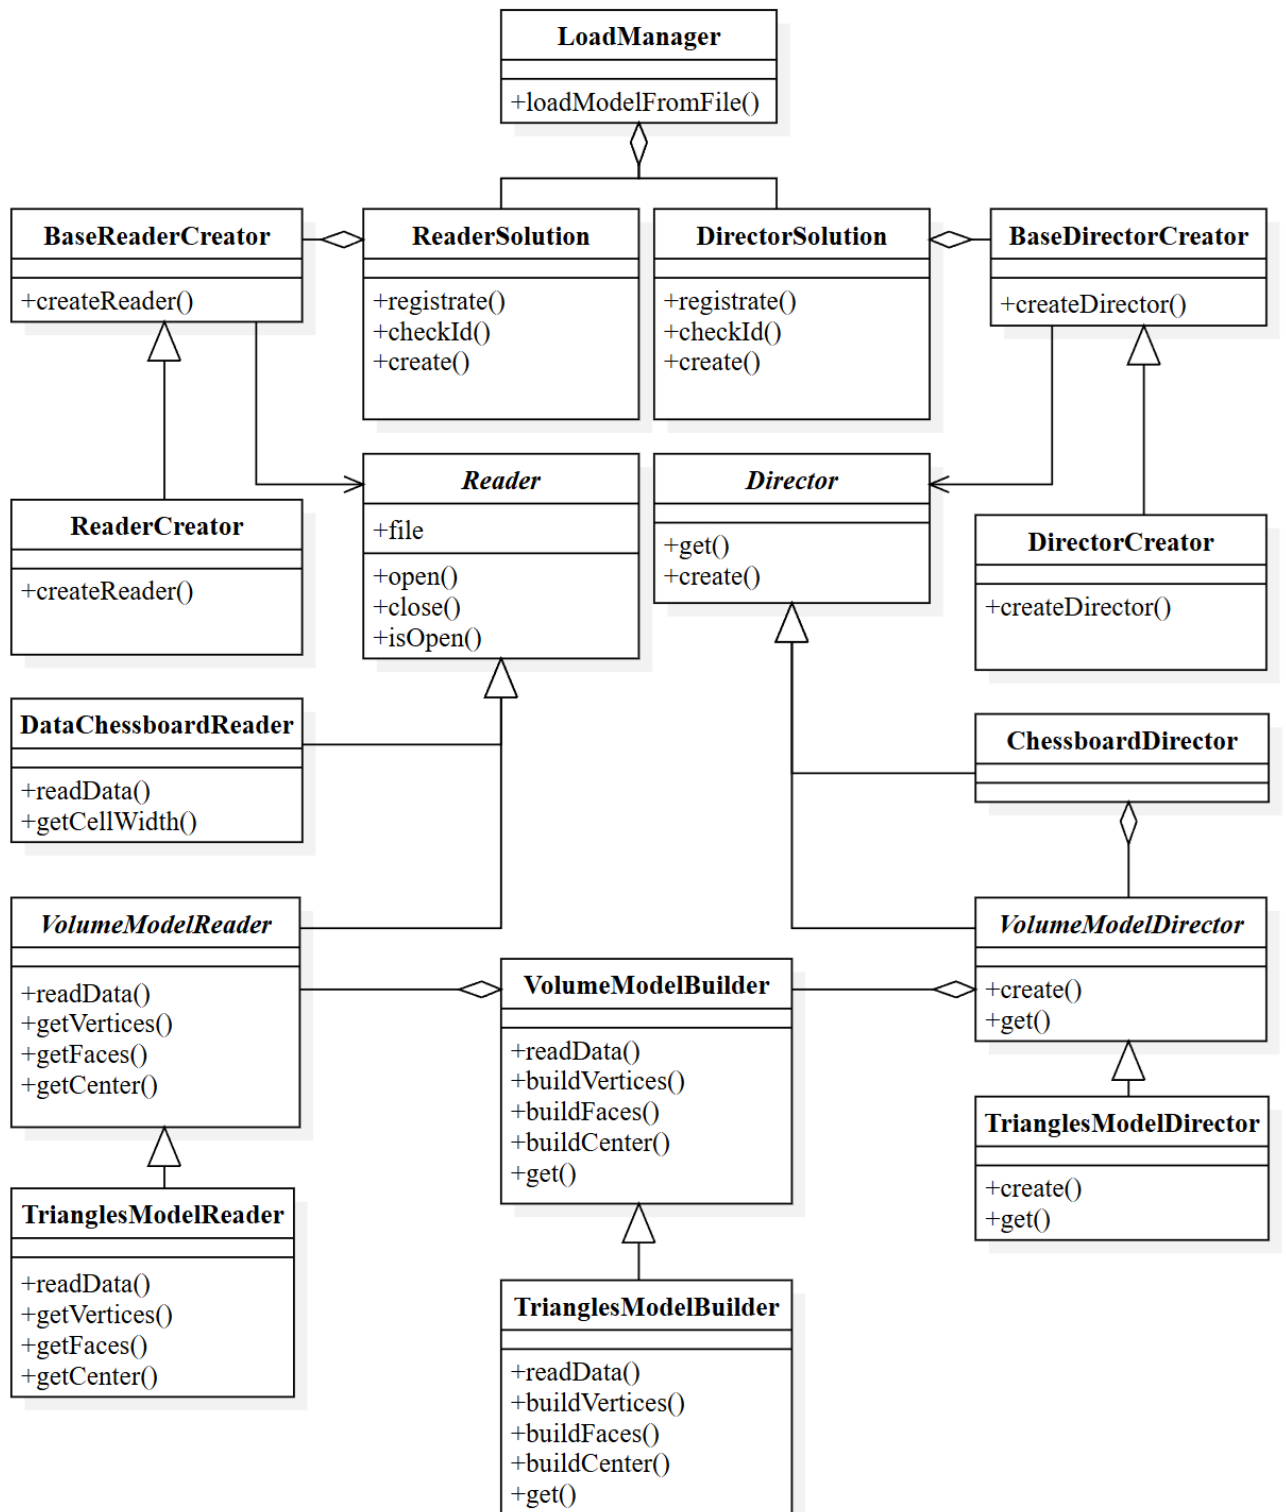 LoadManager
+loadModelFromFile()
BaseReaderCreator
+createReader()
ReaderSolution
+registrate()
+checkId()
+create()
DirectorSolution
+registrate()
+checkId()
+create()
BaseDirectorCreator
+createDirector()
Reader
+file
+open()
+close()
+isOpen()
Director
+get()
+create()
ReaderCreator
+createReader()
DirectorCreator
+createDirector()
DataChessboardReader
+readData()
+getCellWidth()
ChessboardDirector
VolumeModelReader
+readData()
+getVertices()
+getFaces()
+getCenter()
VolumeModelBuilder
+readData()
+buildVertices()
+buildFaces()
+buildCenter()
+get()
VolumeModelDirector
+create()
+get()
TrianglesModelDirector
+create()
+get()
TrianglesModelReader
+readData()
+getVertices()
+getFaces()
+getCenter()
TrianglesModelBuilder
+readData()
+buildVertices()
+buildFaces()
+buildCenter()
+get()